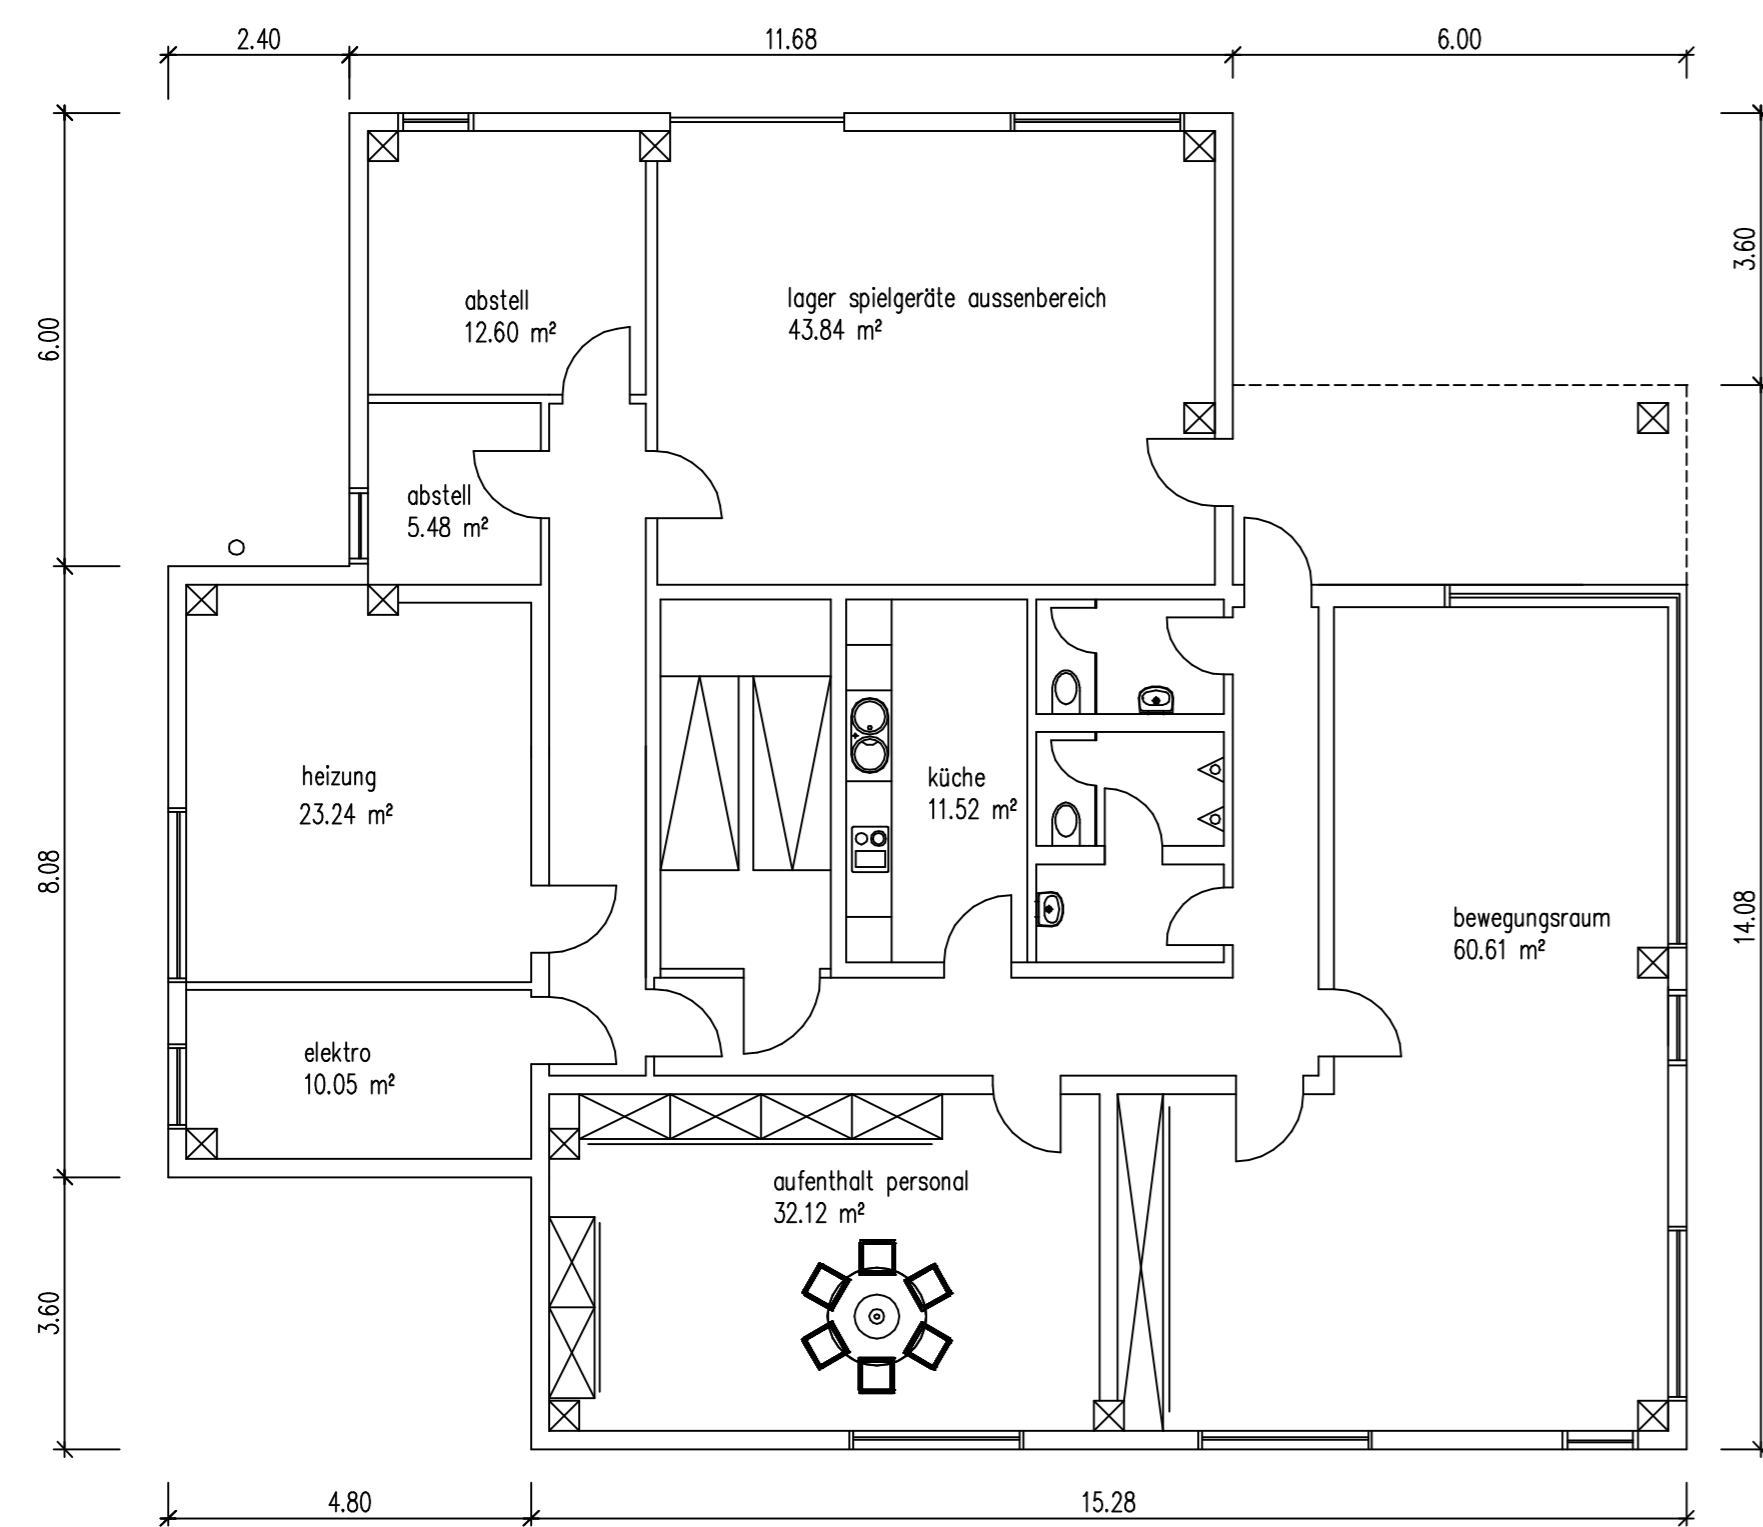 2.40
11.68
6.00
3.60
6.00
abstell
12.60 m²
lager spielgeräte aussenbereich
43.84 m²
abstell
5.48 m²
heizung
23.24 m²
küche
11.52 m²
8.08
bewegungsraum
60.61 m²
14.08
elektro
10.05 m²
aufenthalt personal
32.12 m²
3.60
4.80
15.28